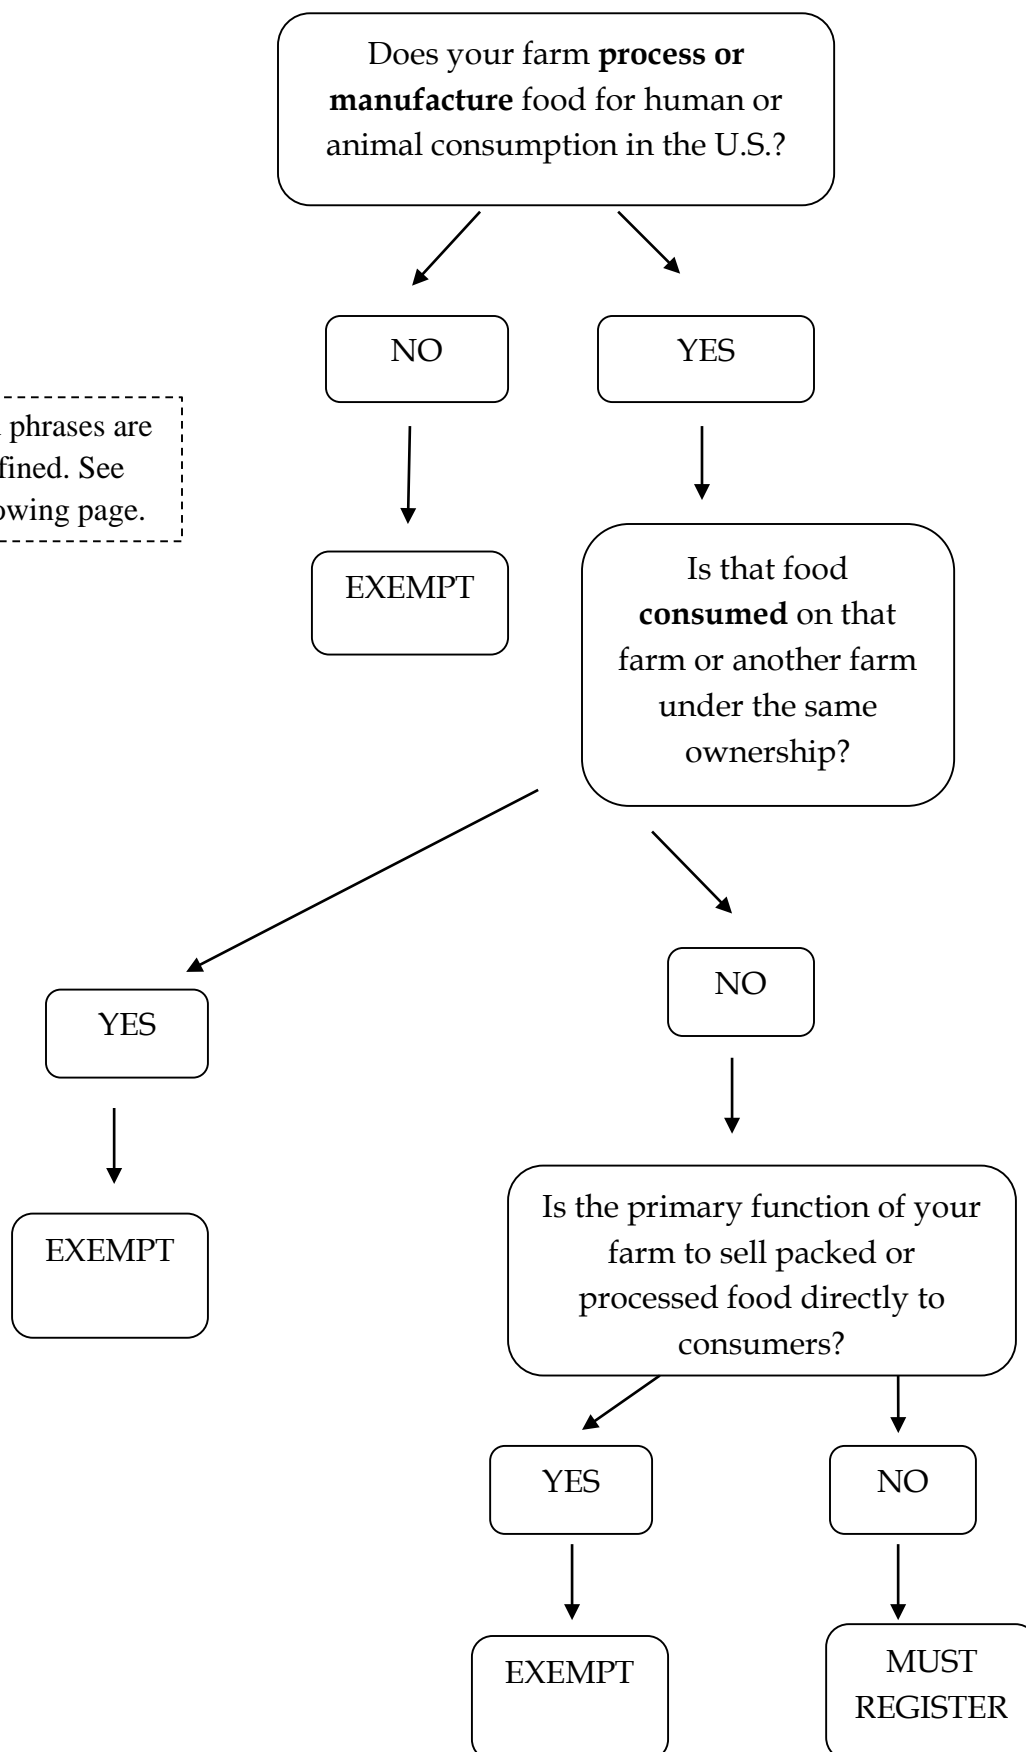 Does your farm process or
manufacture food for human or
animal consumption in the U.S.?
NO
YES
phrases are
See
page.
EXEMPT
Is that food
consumed on that
farm or another farm
under the same
ownership?
YES
NO
EXEMPT
Is the primary function of your
farm to sell packed or
processed food directly to
consumers?
YES
NO
EXEMPT
MUST
REGISTER